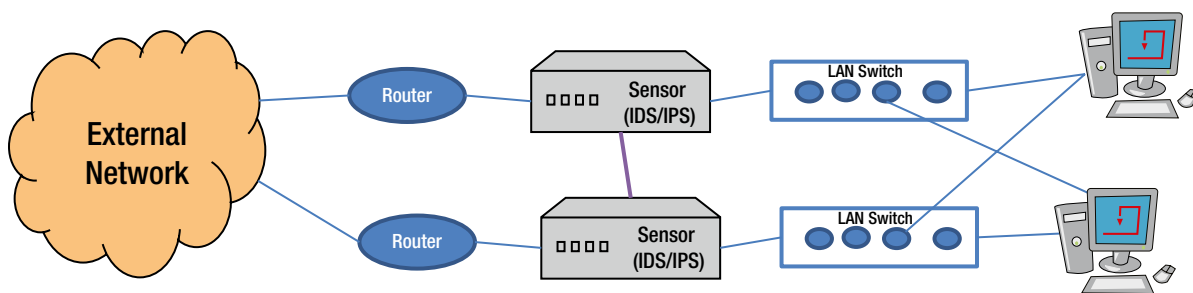 External
Network
Router
Sensor
(IDS/IPS)
LAN Switch
Router
Sensor
(IDS/IPS)
LAN Switch